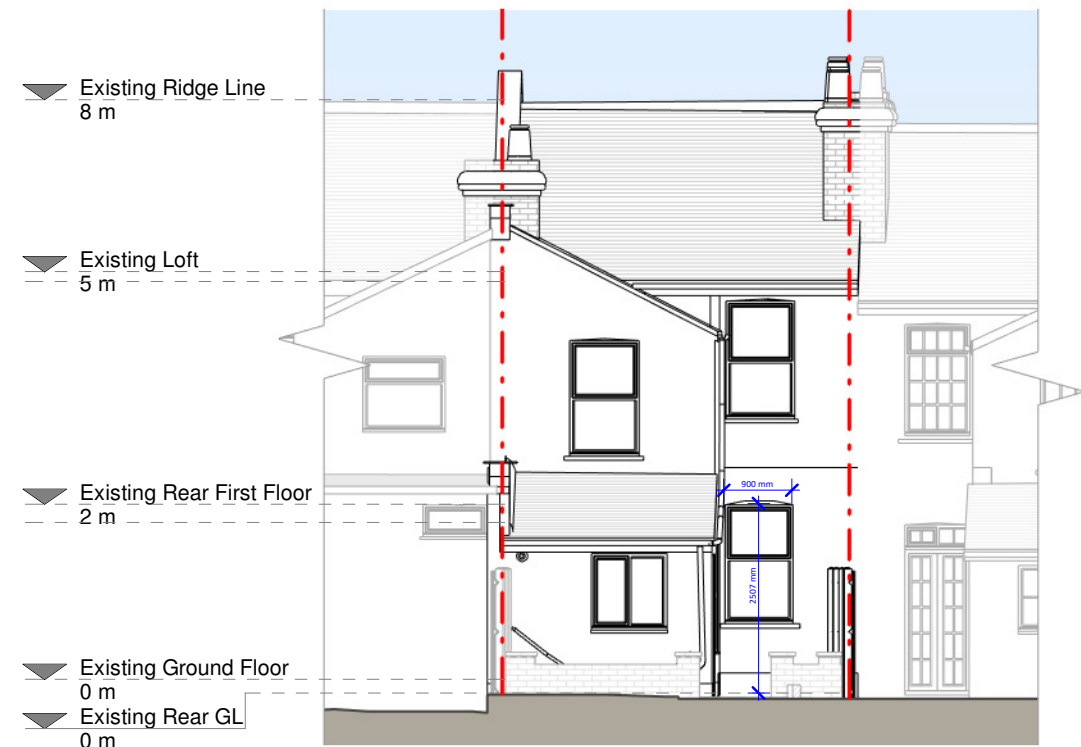 Existing Ridge Line
8 m
Existing Loft
5 m
Existing Rear First Floor
2 m
900 mm
2507 mm
Existing Ground Floor
0 m
Existing Rear GL
0 m